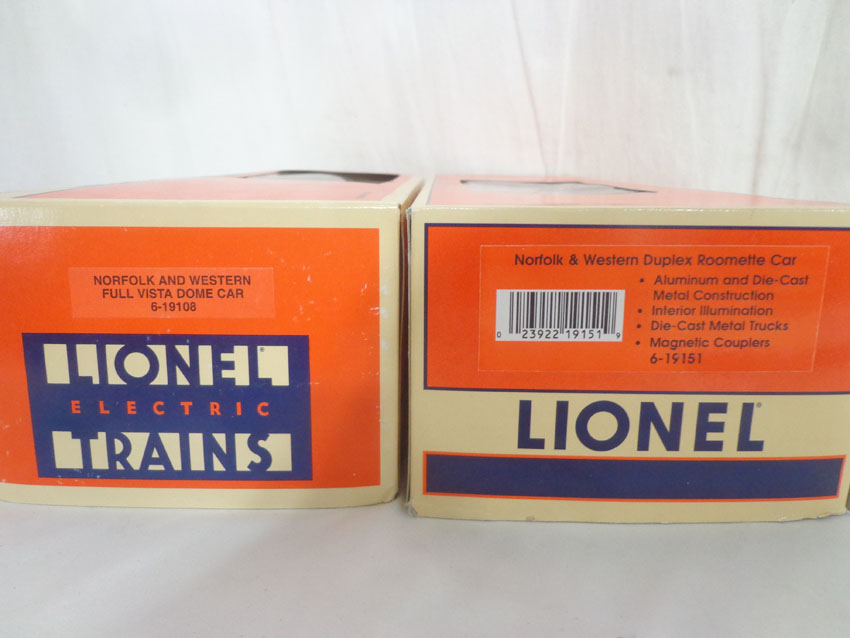 NORFOLK AND WESTERN
FULL VISTA DOME CAR
6-19108
LIONEL®
ELECTRIC
TRAINS
Norfolk & Western Duplex Roomette Car
• Aluminum and Die-Cast
Metal Construction
• Interior Illumination
• Die-Cast Metal Trucks
• Magnetic Couplers
6-19151
0 23922 19151 9
LIONEL®